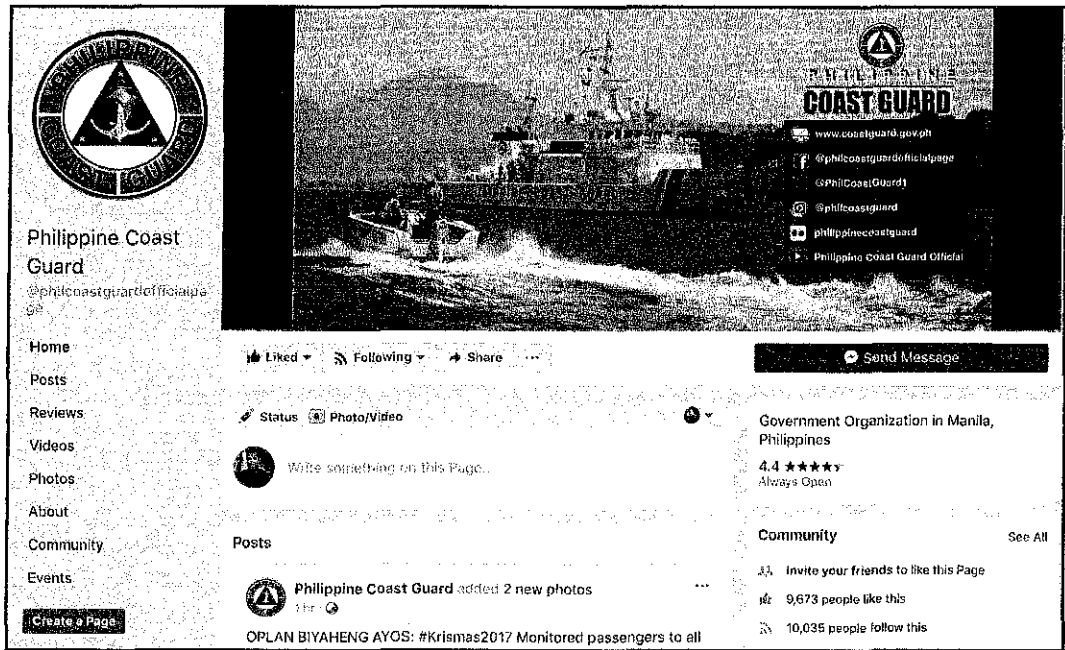 PHILIPPINE
COAST GUARD
Philippine Coast
Guard
@philcoastguardofficialpa
ge
Home
Posts
Reviews
Videos
Photos
About
Community
Events
Create a Page
PHILIPPINE
COAST GUARD
www.coastguard.gov.ph
@philcoastguardofficialpage
@PhilCoastGuard1
@philcoastguard
philippinecoastguard
Philippine Coast Guard Official
Liked
Following
Share
Send Message
Status
Photo/Video
Write something on this Page..
Posts
Philippine Coast Guard added 2 new photos
1 hr
OPLAN BIYAHENG AYOS: #Krismas2017 Monitored passengers to all
Government Organization in Manila,
Philippines
4.4
Always Open
Community
See All
Invite your friends to like this Page
9,673 people like this
10,035 people follow this